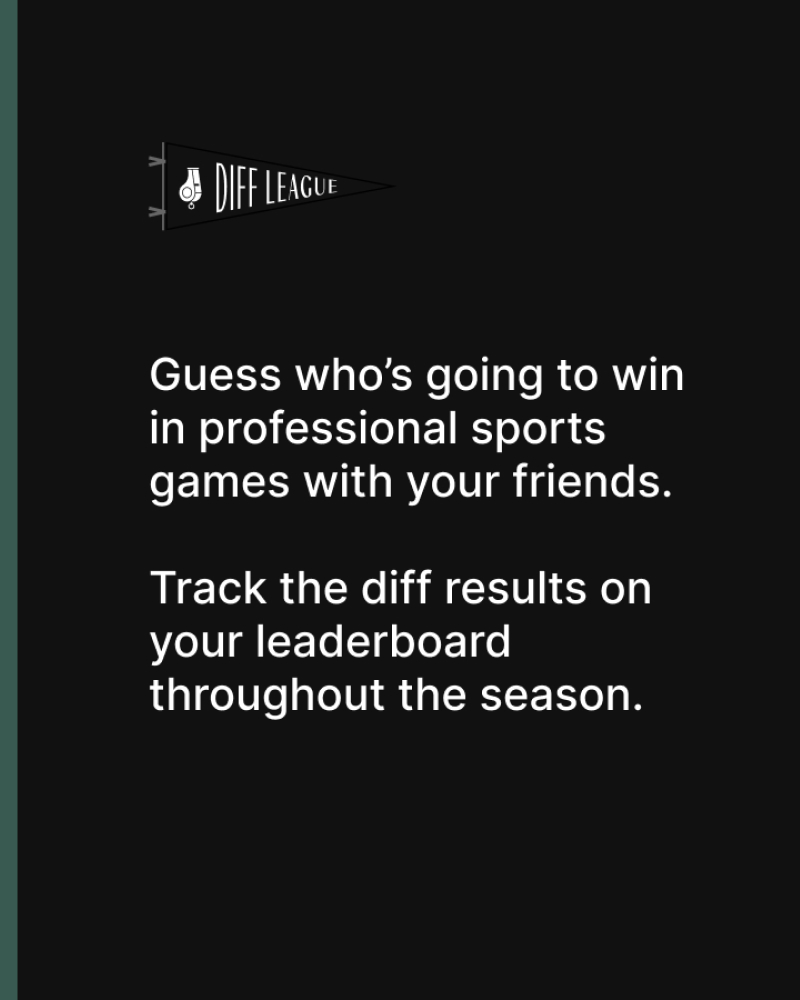 DIFF LEAGUE
Guess who’s going to win
in professional sports
games with your friends.
Track the diff results on
your leaderboard
throughout the season.